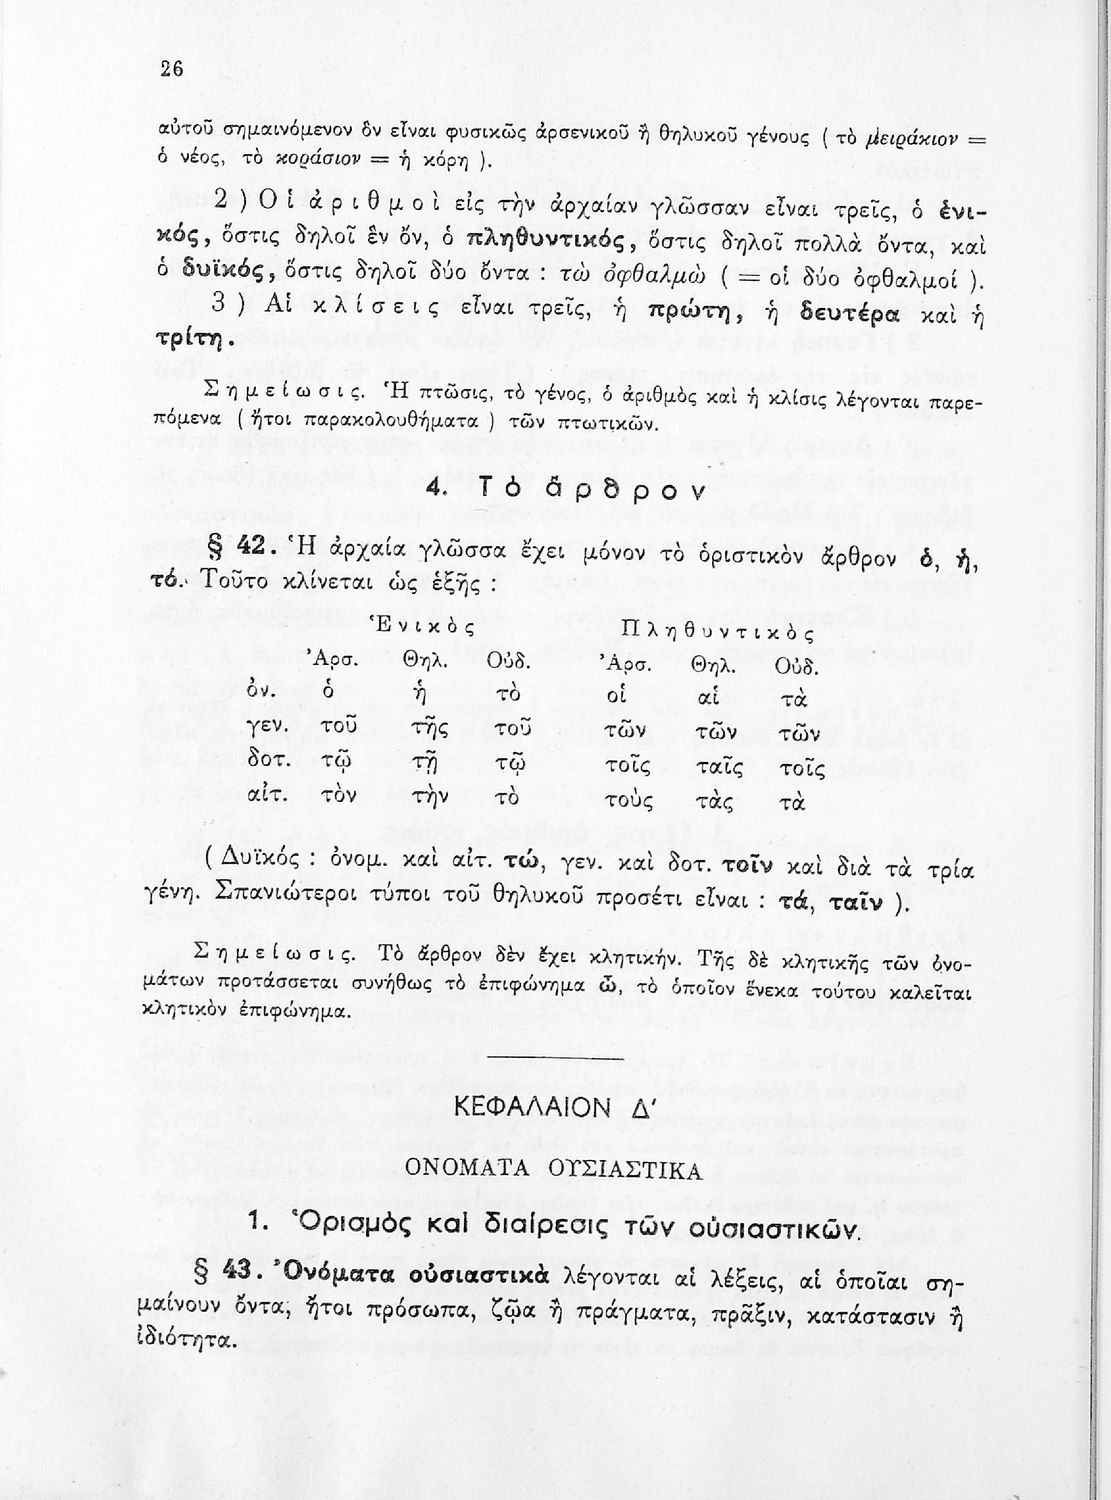 26
αὐτοῦ σημαινόμενον ὂν εἶναι φυσικῶς ἀρσενικοῦ ἢ θηλυκοῦ γένους ( τὸ μειράκιον =
ὁ νέος, τὸ κοράσιον = ἡ κόρη ).
2 ) Οἱ ἀριθμοὶ εἰς τὴν ἀρχαίαν γλῶσσαν εἶναι τρεῖς, ὁ ἑνι-
κός, ὅστις δηλοῖ ἓν ὄν, ὁ πληθυντικός, ὅστις δηλοῖ πολλὰ ὄντα, καὶ
ὁ δυϊκός, ὅστις δηλοῖ δύο ὄντα : τὼ ὀφθαλμὼ ( = οἱ δύο ὀφθαλμοί ).
3 ) Αἱ κλίσεις εἶναι τρεῖς, ἡ πρώτη, ἡ δευτέρα καὶ ἡ
τρίτη.
Σημείωσις. Ἡ πτῶσις, τὸ γένος, ὁ ἀριθμὸς καὶ ἡ κλίσις λέγονται παρε-
πόμενα ( ἤτοι παρακολουθήματα ) τῶν πτωτικῶν.
4. Τὸ ἄρθρον
§ 42. Ἡ ἀρχαία γλῶσσα ἔχει μόνον τὸ ὁριστικὸν ἄρθρον ὁ, ἡ,
τό. Τοῦτο κλίνεται ὡς ἑξῆς :
Ἑνικὸς Πληθυντικὸς
Ἀρσ. Θηλ. Οὐδ. Ἀρσ. Θηλ. Οὐδ.
ὀν. ὁ ἡ τὸ οἱ αἱ τὰ
γεν. τοῦ τῆς τοῦ τῶν τῶν τῶν
δοτ. τῷ τῇ τῷ τοῖς ταῖς τοῖς
αἰτ. τὸν τὴν τὸ τοὺς τὰς τὰ
( Δυϊκός : ὀνομ. καὶ αἰτ. τώ, γεν. καὶ δοτ. τοῖν καὶ διὰ τὰ τρία
γένη. Σπανιώτεροι τύποι τοῦ θηλυκοῦ προσέτι εἶναι : τά, ταῖν ).
Σημείωσις. Τὸ ἄρθρον δὲν ἔχει κλητικήν. Τῆς δὲ κλητικῆς τῶν ὀνο-
μάτων προτάσσεται συνήθως τὸ ἐπιφώνημα ὦ, τὸ ὁποῖον ἕνεκα τούτου καλεῖται
κλητικὸν ἐπιφώνημα.
ΚΕΦΑΛΑΙΟΝ Δ'
ΟΝΟΜΑΤΑ ΟΥΣΙΑΣΤΙΚΑ
1. Ὁρισμὸς καὶ διαίρεσις τῶν οὐσιαστικῶν.
§ 43. Ὀνόματα οὐσιαστικὰ λέγονται αἱ λέξεις, αἱ ὁποῖαι ση-
μαίνουν ὄντα, ἤτοι πρόσωπα, ζῷα ἢ πράγματα, πρᾶξιν, κατάστασιν ἢ
ἰδιότητα.